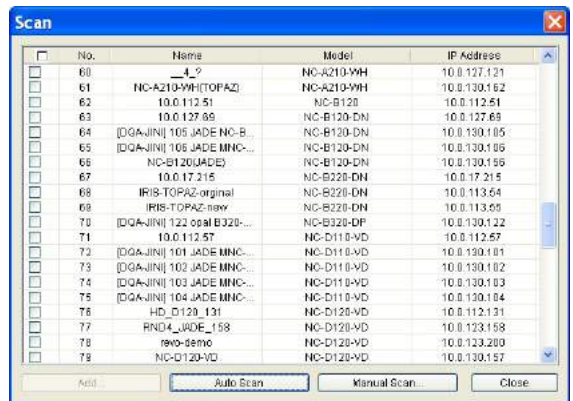 Scan
No. Name Model IP Address
60 __4_? NC-A210-WH 10.0.127.121
61 NC-A210-WH(TOPAZ) NC-A210-WH 10.0.130.162
62 10.0.112.51 NC-B120 10.0.112.51
63 10.0.127.69 NC-B120-DN 10.0.127.69
64 [DQA-JINI] 105 JADE NC-B... NC-B120-DN 10.0.130.105
65 [DQA-JINI] 106 JADE MNC-... NC-B120-DN 10.0.130.106
66 NC-B120(JADE) NC-B120-DN 10.0.130.156
67 10.0.17.215 NC-B220-DN 10.0.17.215
68 IRIS-TOPAZ-orginal NC-B220-DN 10.0.113.54
69 IRIS-TOPAZ-new NC-B220-DN 10.0.113.55
70 [DQA-JINI] 122 opal B320-... NC-B320-DP 10.0.130.122
71 10.0.112.57 NC-D110-VD 10.0.112.57
72 [DQA-JINI] 101 JADE MNC-... NC-D110-VD 10.0.130.101
73 [DQA-JINI] 102 JADE MNC-... NC-D110-VD 10.0.130.102
74 [DQA-JINI] 103 JADE MNC-... NC-D110-VD 10.0.130.103
75 [DQA-JINI] 104 JADE MNC-... NC-D110-VD 10.0.130.104
76 HD_D120_131 NC-D120-VD 10.0.112.131
77 RND4_JADE_158 NC-D120-VD 10.0.123.158
78 revo-demo NC-D120-VD 10.0.123.200
79 NC-D120-VD NC-D120-VD 10.0.130.157
Add... Auto Scan Manual Scan... Close